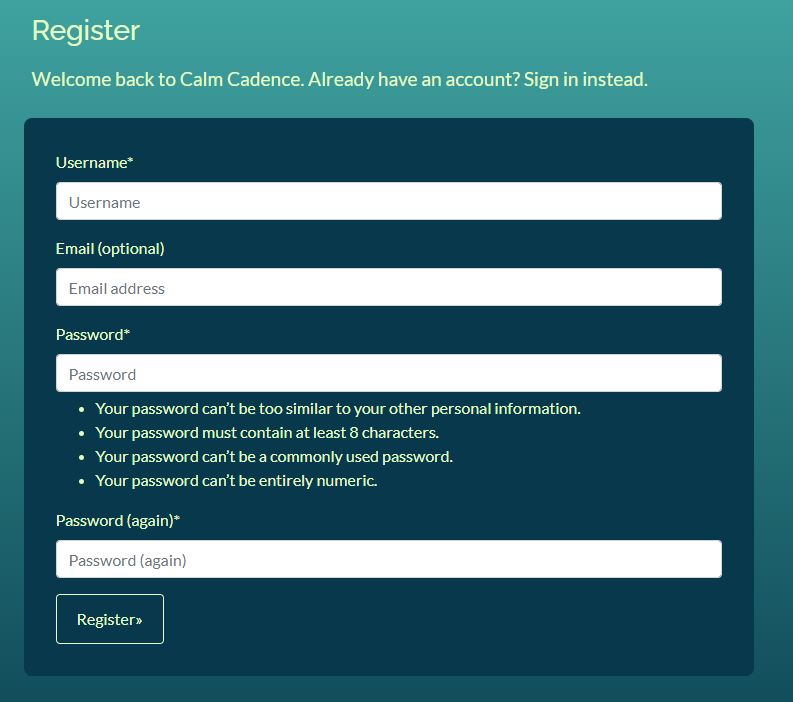 Register
Welcome back to Calm Cadence. Already have an account? Sign in instead.
Username*
Username
Email (optional)
Email address
Password*
Password
• Your password can’t be too similar to your other personal information.
• Your password must contain at least 8 characters.
• Your password can’t be a commonly used password.
• Your password can’t be entirely numeric.
Password (again)*
Password (again)
Register»